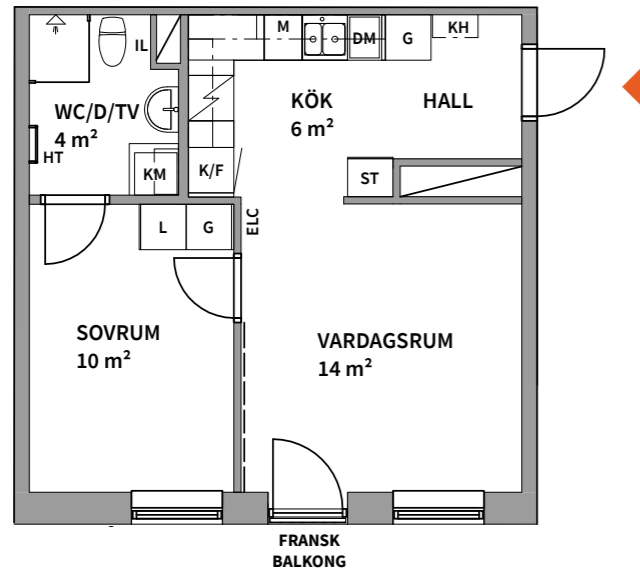 M
DM
G
KH
IL
WC/D/TV
4 m²
HT
KM
KÖK
6 m²
HALL
K/F
ST
L
G
ELC
SOVRUM
10 m²
VARDAGSRUM
14 m²
FRANSK
BALKONG